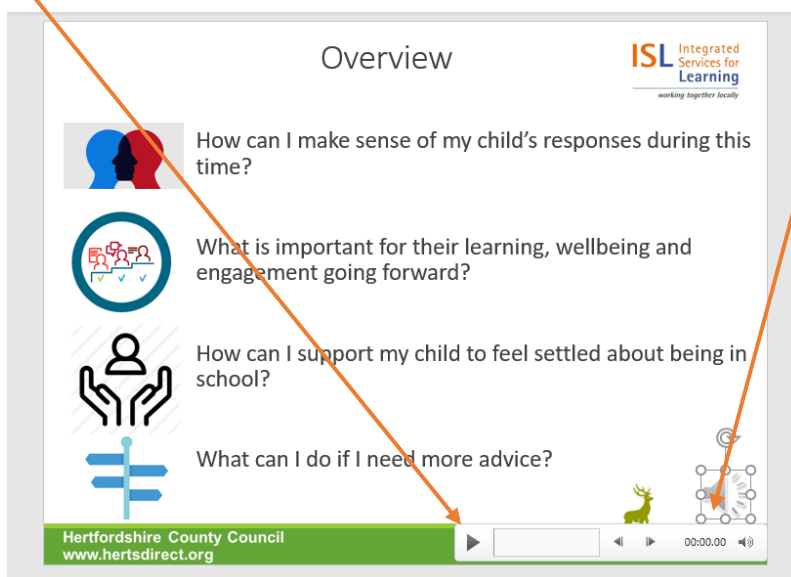 Overview
ISL Integrated
Services for
Learning
working together locally
How can I make sense of my child's responses during this
time?
What is important for their learning, wellbeing and
engagement going forward?
How can I support my child to feel settled about being in
school?
What can I do if I need more advice?
Hertfordshire County Council
www.hertsdirect.org
00:00.00